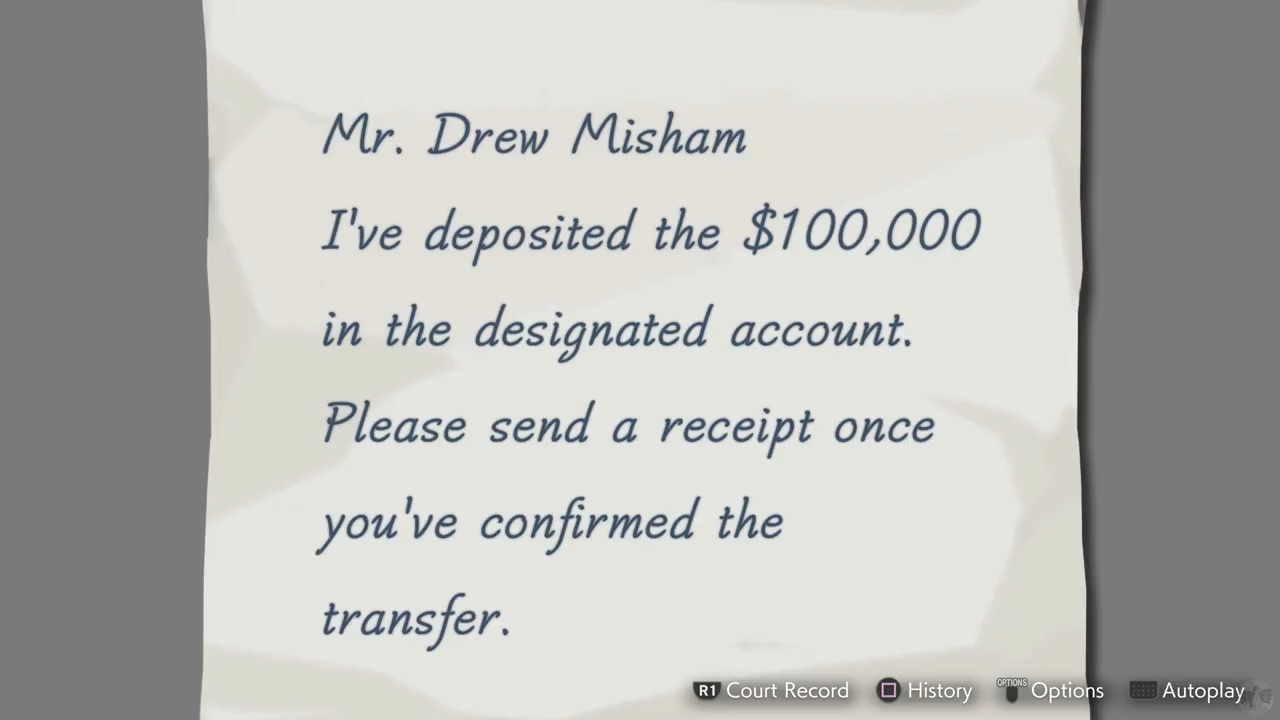 Mr. Drew Misham
I've deposited the $100,000
in the designated account.
Please send a receipt once
you've confirmed the
transfer.
R1 Court Record OPTIONS History Options Autoplay